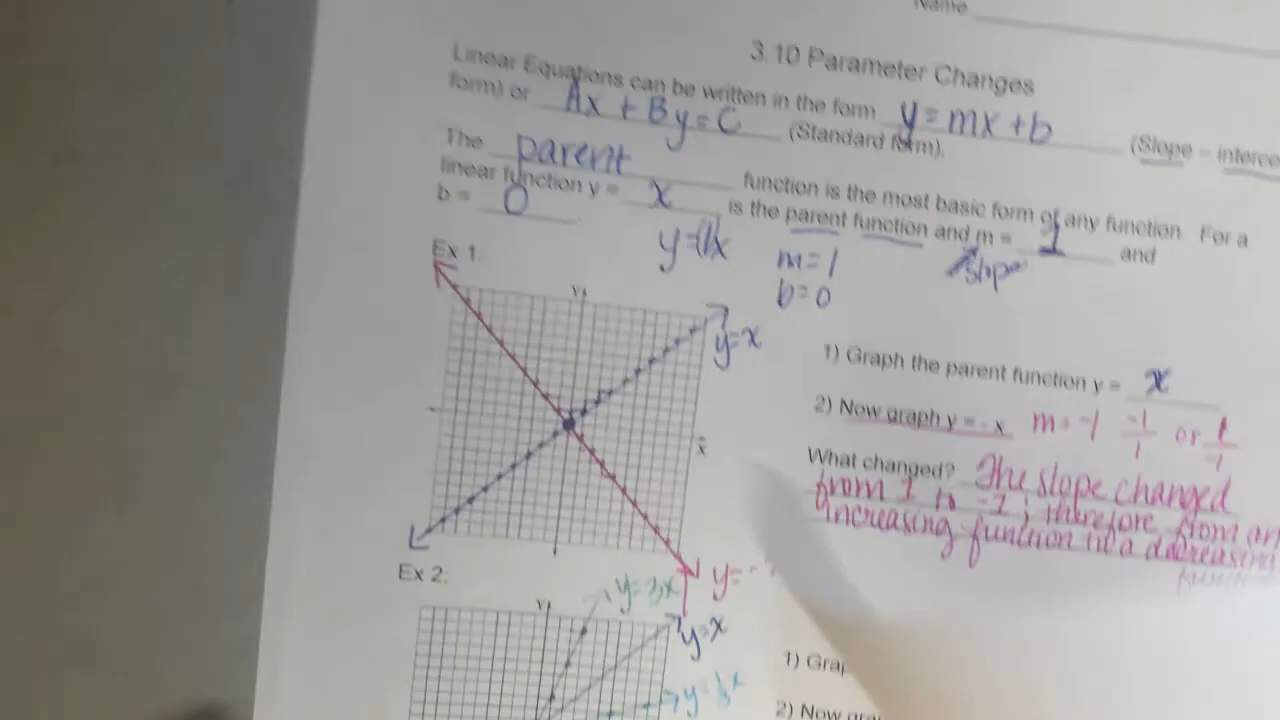 Name
3.10 Parameter Changes
Linear Equations can be written in the form y = mx + b (Slope – interce
form) or Ax + By = C (Standard form).
The parent function is the most basic form of any function. For a
linear function y = x is the parent function and m = 1 and
b = 0
y = 1x
m = 1
slope
b = 0
Ex 1:
y
y = x
x
1) Graph the parent function y = x
2) Now graph y = - x m = -1 -1/1 or 1/-1
What changed? The slope changed
from 1 to -1; therefore from an
increasing function to a decreasing
y = -
Ex 2:
y
y = 3x
y = x
1) Grap
2) Now gra